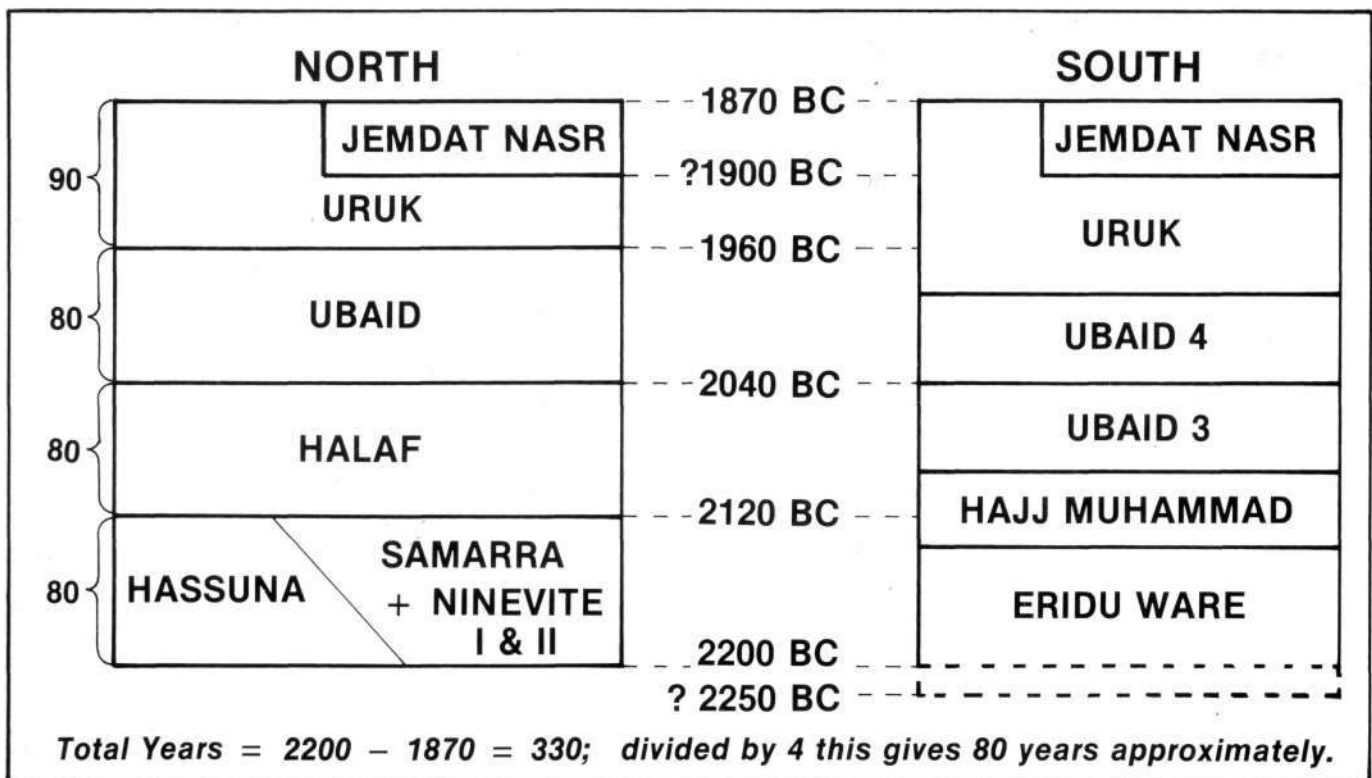 NORTH
SOUTH
1870 BC
JEMDAT NASR
JEMDAT NASR
?1900 BC
90
URUK
URUK
1960 BC
UBAID
80
UBAID 4
2040 BC
UBAID 3
HALAF
80
2120 BC
HAJJ MUHAMMAD
SAMARRA
HASSUNA
+ NINEVITE
80
I & II
ERIDU WARE
2200 BC
? 2250 BC
Total Years = 2200 – 1870 = 330; divided by 4 this gives 80 years approximately.